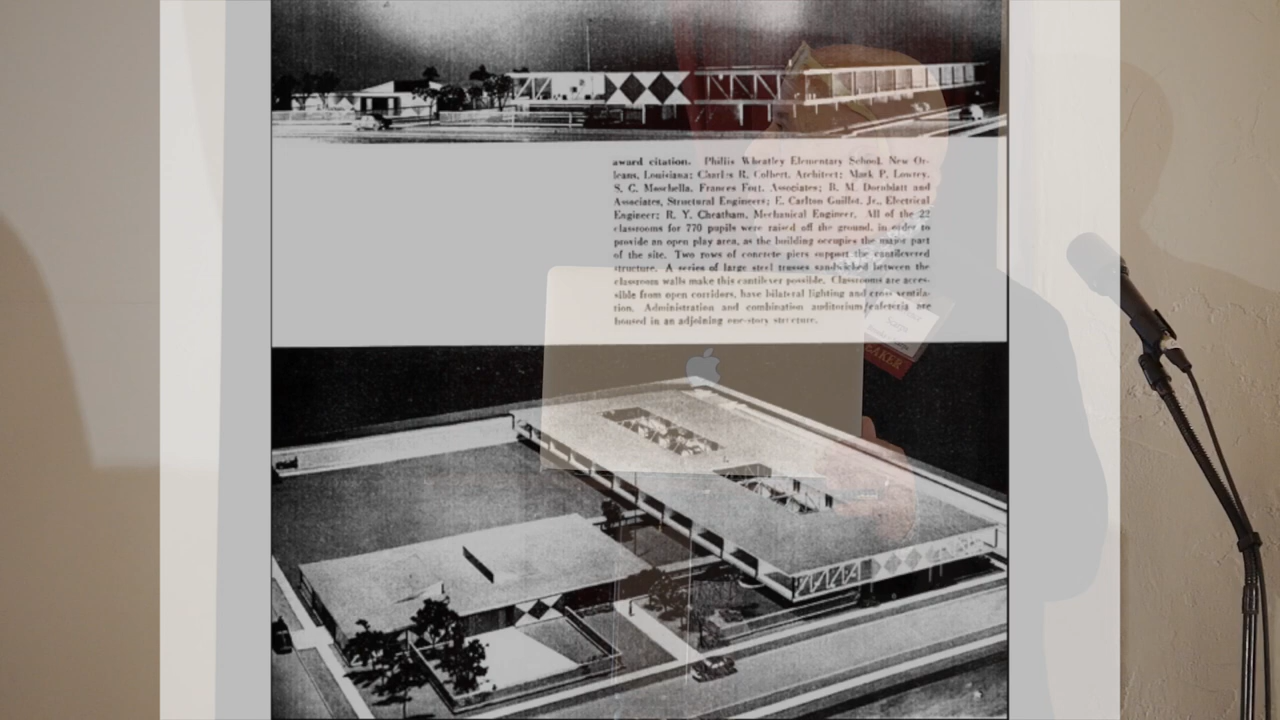 award citation. Phillis Wheatley Elementary School, New Or-
leans, Louisiana; Charles R. Colbert, Architect; Mark P. Lowrey,
S. C. Maschella, Frances Fort, Associates; B. M. Dornblatt and
Associates, Structural Engineers; E. Carlton Guillot, Jr., Electrical
Engineer; R. Y. Cheatham, Mechanical Engineer. All of the 22
classrooms for 770 pupils were raised off the ground, in order to
provide an open play area, as the building occupies the major part
of the site. Two rows of concrete piers support the cantilevered
structure. A series of large steel trusses sandwiched between the
classroom walls make this cantilever possible. Classrooms are acces-
sible from open corridors, have bilateral lighting and cross ventila-
tion. Administration and combination auditorium/cafeteria are
housed in an adjoining one-story structure.